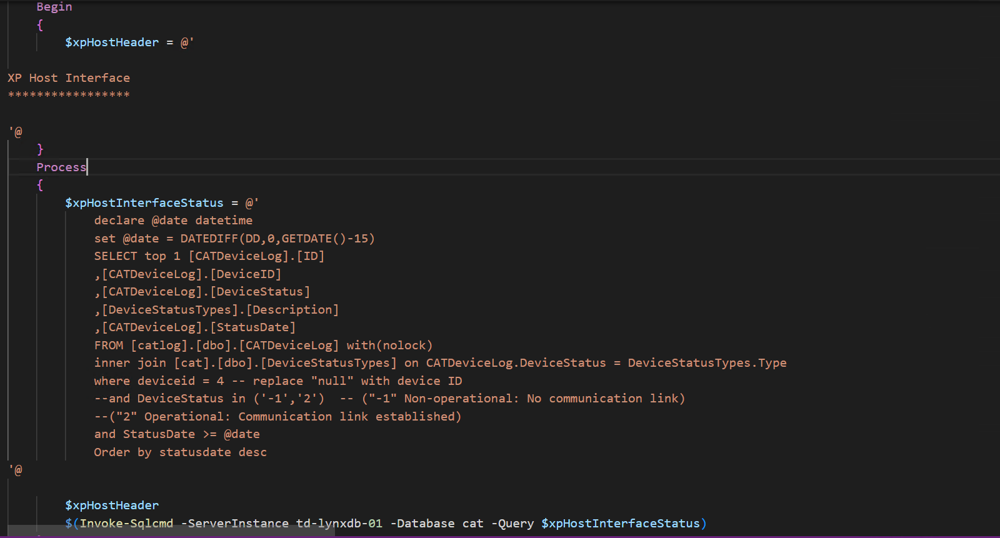 Begin
{
$xpHostHeader = @'
XP Host Interface
*****************
'@
}
Process
{
$xpHostInterfaceStatus = @'
declare @date datetime
set @date = DATEDIFF(DD,0,GETDATE()-15)
SELECT top 1 [CATDeviceLog].[ID]
,[CATDeviceLog].[DeviceID]
,[CATDeviceLog].[DeviceStatus]
,[DeviceStatusTypes].[Description]
,[CATDeviceLog].[StatusDate]
FROM [catlog].[dbo].[CATDeviceLog] with(nolock)
inner join [cat].[dbo].[DeviceStatusTypes] on CATDeviceLog.DeviceStatus = DeviceStatusTypes.Type
where deviceid = 4 -- replace "null" with device ID
--and DeviceStatus in ('-1','2')  -- ("-1" Non-operational: No communication link)
--("2" Operational: Communication link established)
and StatusDate >= @date
Order by statusdate desc
'@
$xpHostHeader
$(Invoke-Sqlcmd -ServerInstance td-lynxdb-01 -Database cat -Query $xpHostInterfaceStatus)